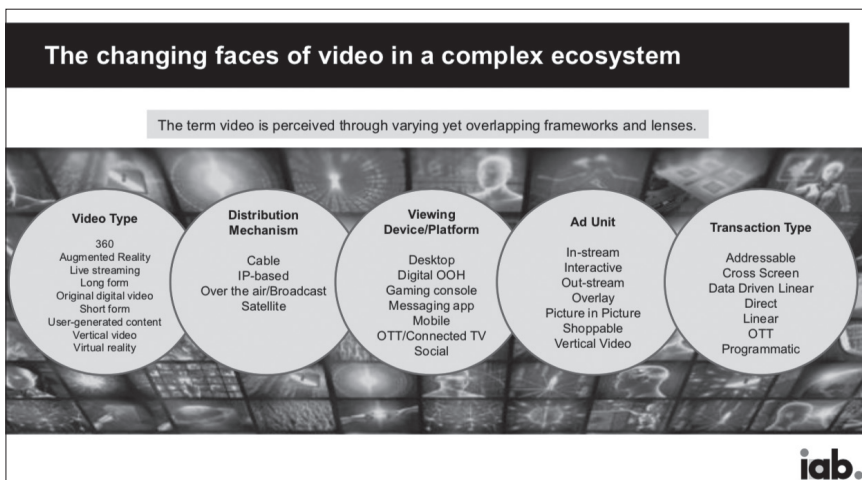 The changing faces of video in a complex ecosystem
The term video is perceived through varying yet overlapping frameworks and lenses.
Video Type
360
Augmented Reality
Live streaming
Long form
Original digital video
Short form
User-generated content
Vertical video
Virtual reality
Distribution
Mechanism
Cable
IP-based
Over the air/Broadcast
Satellite
Viewing
Device/Platform
Desktop
Digital OOH
Gaming console
Messaging app
Mobile
OTT/Connected TV
Social
Ad Unit
In-stream
Interactive
Out-stream
Overlay
Picture in Picture
Shoppable
Vertical Video
Transaction Type
Addressable
Cross Screen
Data Driven Linear
Direct
Linear
OTT
Programmatic
iab.